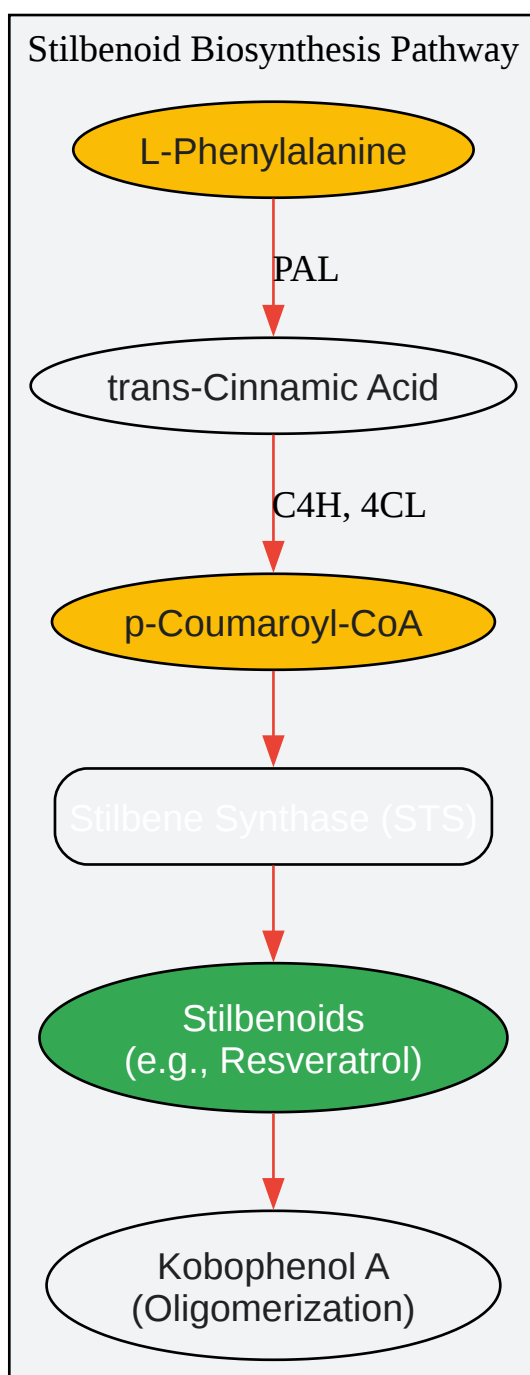 Stilbenoid Biosynthesis Pathway
L-Phenylalanine
PAL
trans-Cinnamic Acid
C4H, 4CL
p-Coumaroyl-CoA
Stilbene Synthase (STS)
Stilbenoids
(e.g., Resveratrol)
Kobophenol A
(Oligomerization)